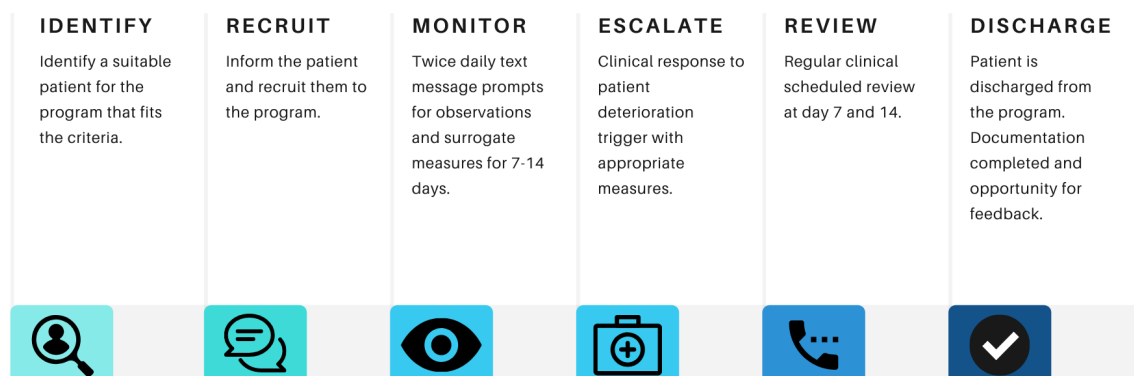 IDENTIFY
Identify a suitable
patient for the
program that fits
the criteria.
RECRUIT
Inform the patient
and recruit them to
the program.
MONITOR
Twice daily text
message prompts
for observations
and surrogate
measures for 7-14
days.
ESCALATE
Clinical response to
patient
deterioration
trigger with
appropriate
measures.
REVIEW
Regular clinical
scheduled review
at day 7 and 14.
DISCHARGE
Patient is
discharged from
the program.
Documentation
completed and
opportunity for
feedback.